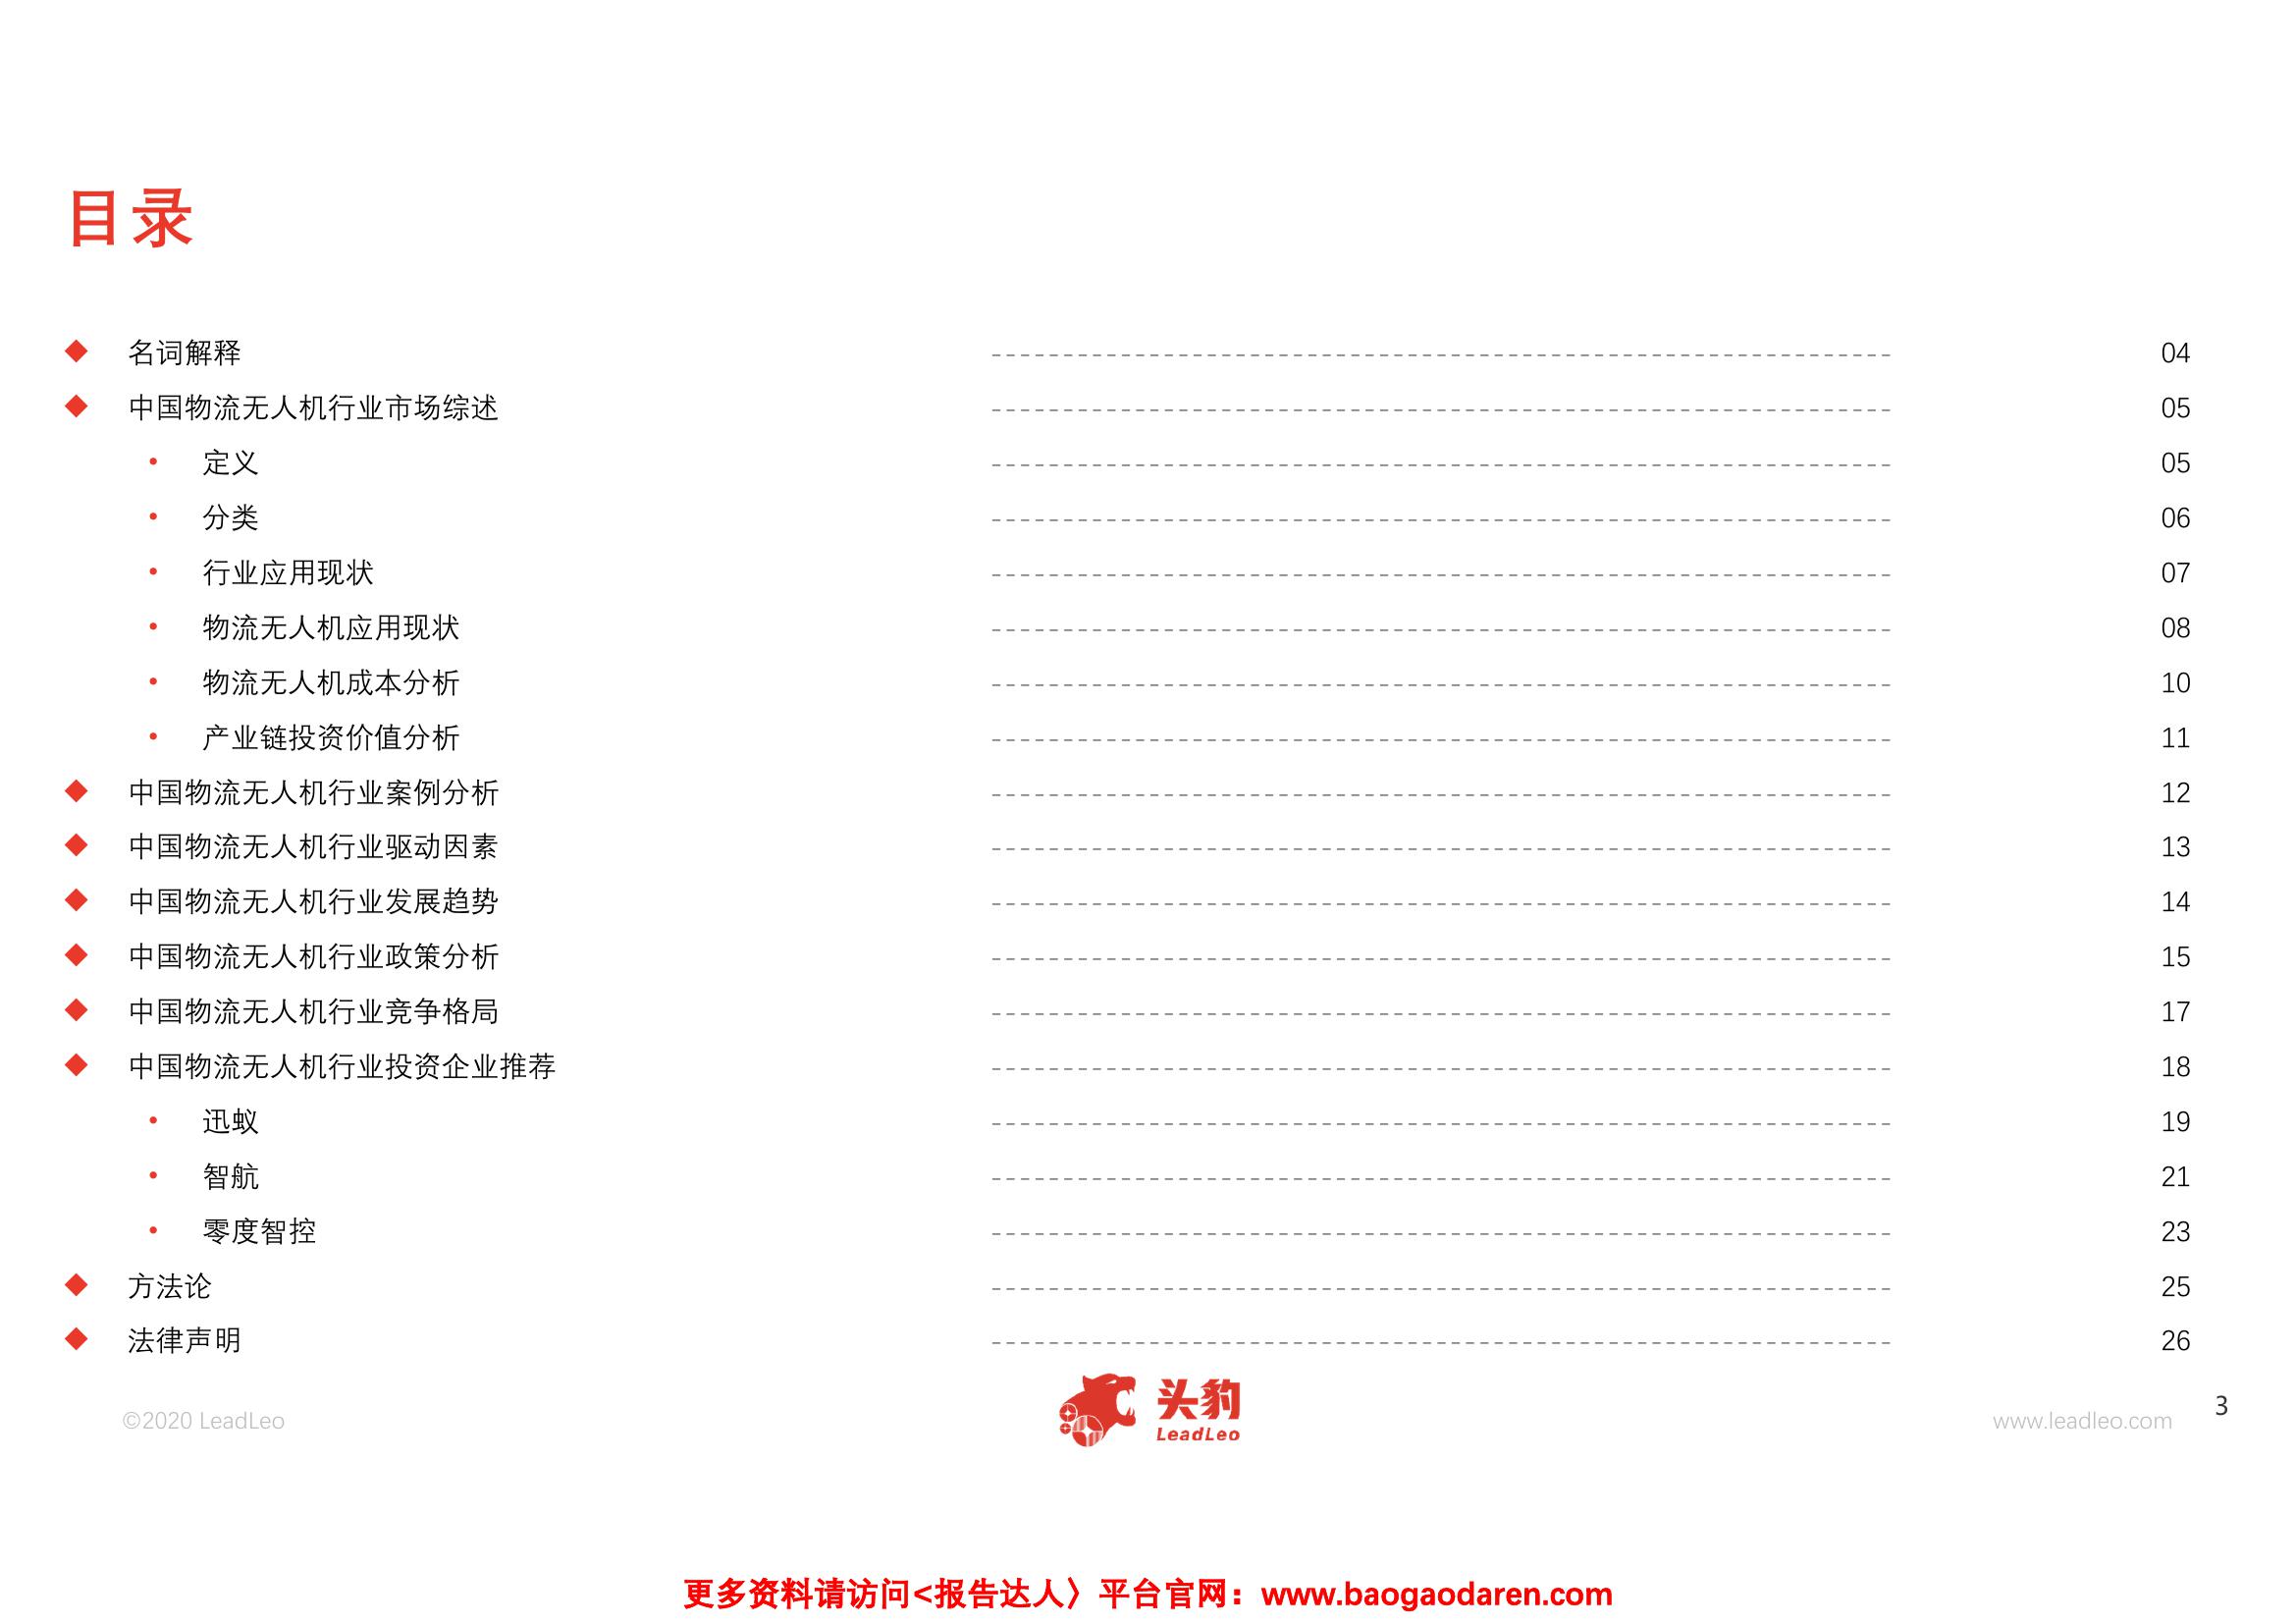 目录
名词解释 -------------------------------------------------- 04
中国物流无人机行业市场综述 -------------------------------------------------- 05
• 定义 -------------------------------------------------- 05
• 分类 -------------------------------------------------- 06
• 行业应用现状 -------------------------------------------------- 07
• 物流无人机应用现状 -------------------------------------------------- 08
• 物流无人机成本分析 -------------------------------------------------- 10
• 产业链投资价值分析 -------------------------------------------------- 11
中国物流无人机行业案例分析 -------------------------------------------------- 12
中国物流无人机行业驱动因素 -------------------------------------------------- 13
中国物流无人机行业发展趋势 -------------------------------------------------- 14
中国物流无人机行业政策分析 -------------------------------------------------- 15
中国物流无人机行业竞争格局 -------------------------------------------------- 17
中国物流无人机行业投资企业推荐 -------------------------------------------------- 18
• 迅蚁 -------------------------------------------------- 19
• 智航 -------------------------------------------------- 21
• 零度智控 -------------------------------------------------- 23
方法论 -------------------------------------------------- 25
法律声明 -------------------------------------------------- 26
©2020 LeadLeo
头豹
LeadLeo
www.leadleo.com
3
更多资料请访问<报告达人〉平台官网：www.baogaodaren.com